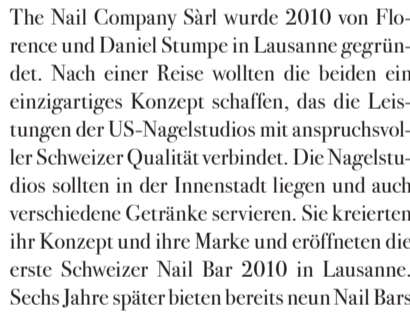 The Nail Company Sàrl wurde 2010 von Flo-
rence und Daniel Stumpe in Lausanne gegrün-
det. Nach einer Reise wollten die beiden ein
einzigartiges Konzept schaffen, das die Leis-
tungen der US-Nagelstudios mit anspruchsvol-
ler Schweizer Qualität verbindet. Die Nagelstu-
dios sollten in der Innenstadt liegen und auch
verschiedene Getränke servieren. Sie kreierten
ihr Konzept und ihre Marke und eröffneten die
erste Schweizer Nail Bar 2010 in Lausanne.
Sechs Jahre später bieten bereits neun Nail Bars